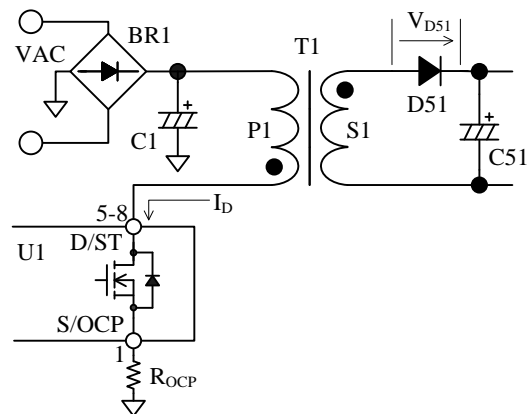 V_D51
BR1
T1
VAC
D51
P1
S1
C1
C51
5-8
I_D
D/ST
U1
S/OCP
1
R_OCP